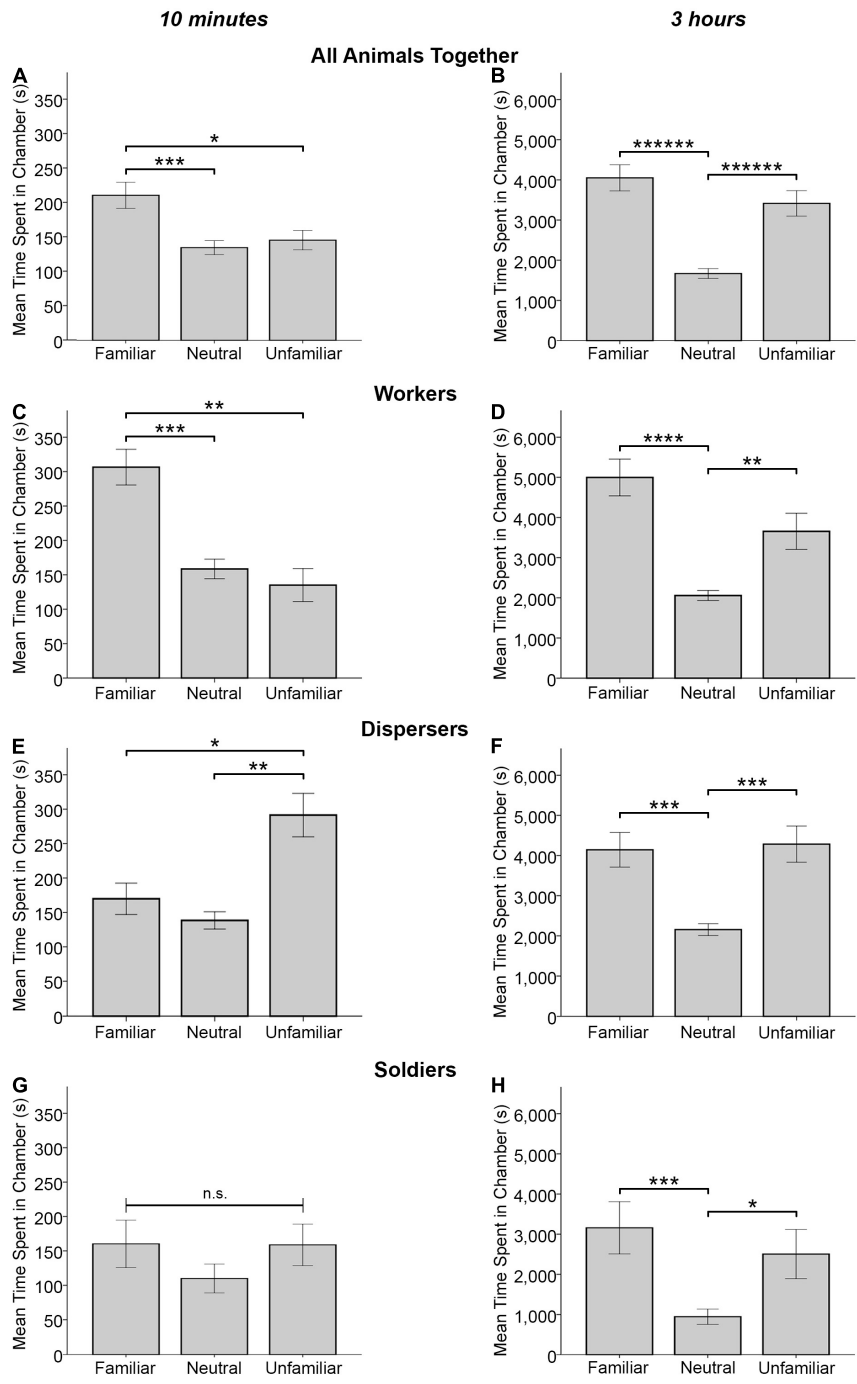 10 minutes 3 hours
All Animals Together
A
Mean Time Spent in Chamber (s)
350
300
250
200
150
100
50
0
*
***
Familiar Neutral Unfamiliar
B
Mean Time Spent in Chamber (s)
6,000
5,000
4,000
3,000
2,000
1,000
0
******
******
Familiar Neutral Unfamiliar
Workers
C
Mean Time Spent in Chamber (s)
350
300
250
200
150
100
50
0
**
***
Familiar Neutral Unfamiliar
D
Mean Time Spent in Chamber (s)
6,000
5,000
4,000
3,000
2,000
1,000
0
****
**
Familiar Neutral Unfamiliar
Dispersers
E
Mean Time Spent in Chamber (s)
350
300
250
200
150
100
50
0
*
**
Familiar Neutral Unfamiliar
F
Mean Time Spent in Chamber (s)
6,000
5,000
4,000
3,000
2,000
1,000
0
***
***
Familiar Neutral Unfamiliar
Soldiers
G
Mean Time Spent in Chamber (s)
350
300
250
200
150
100
50
0
n.s.
Familiar Neutral Unfamiliar
H
Mean Time Spent in Chamber (s)
6,000
5,000
4,000
3,000
2,000
1,000
0
***
*
Familiar Neutral Unfamiliar